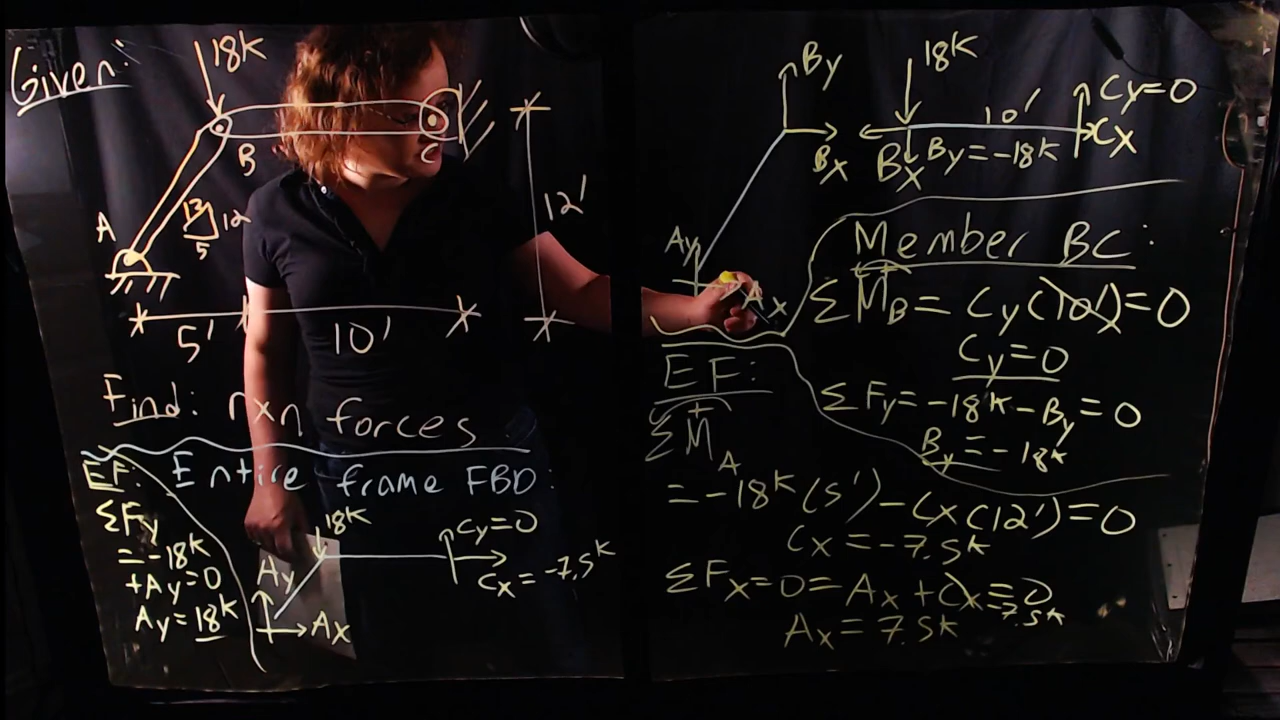 Given:
18K
B
C
A
13
12
5
12'
5'
10'
Find: rxn forces
EF: Entire frame FBD:
ΣFy
= -18K
+Ay=0
Ay=18K
18K
Cy=0
Cx = -7.5K
Ay
Ax
By
Bx
Ay
Ax
18K
10'
Cy=0
Cx
Bx
By=-18K
Member BC:
ΣMB = Cy(10')=0
Cy=0
ΣFy=-18K-By=0
By=-18K
EF:
+
ΣMA
= -18K(5')-Cx(12')=0
Cx = -7.5K
ΣFx=0=Ax+Cx=0
=-7.5K
Ax=7.5K